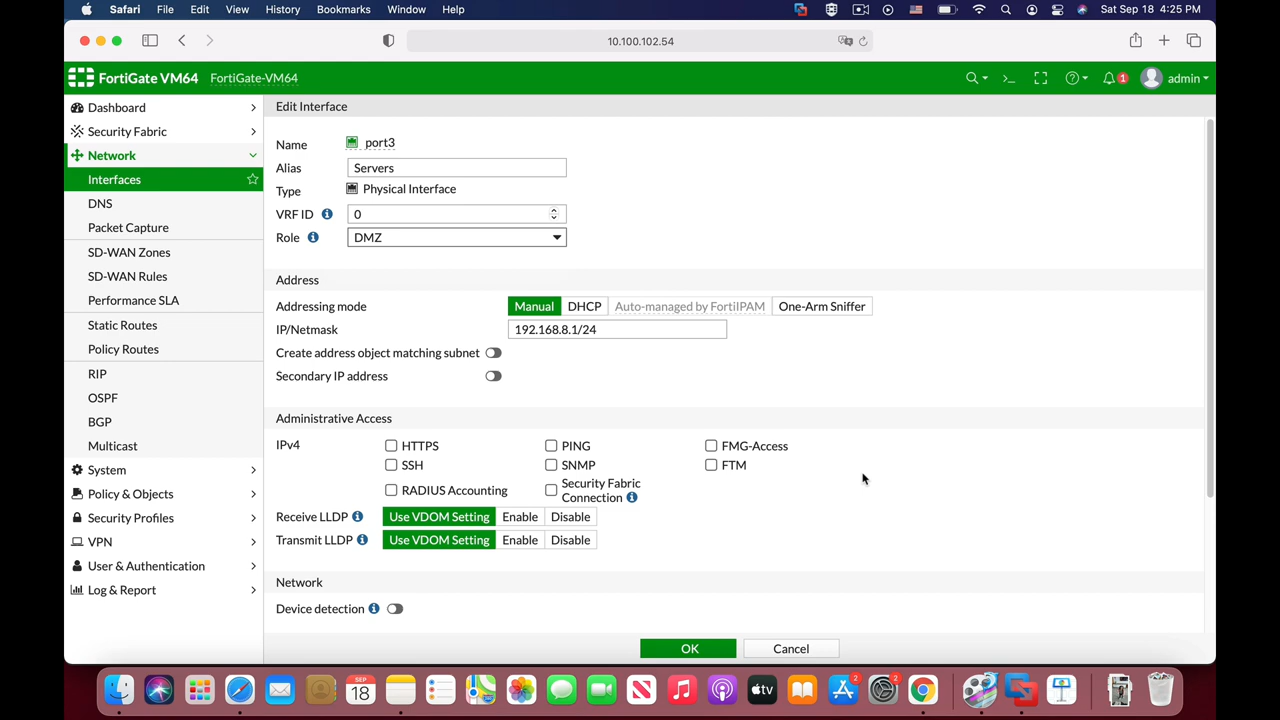 Safari File Edit View History Bookmarks Window Help Sat Sep 18 4:25 PM
10.100.102.54
FortiGate VM64 FortiGate-VM64 1 admin
Dashboard
Security Fabric
Network
Interfaces
DNS
Packet Capture
SD-WAN Zones
SD-WAN Rules
Performance SLA
Static Routes
Policy Routes
RIP
OSPF
BGP
Multicast
System
Policy & Objects
Security Profiles
VPN
User & Authentication
Log & Report
Edit Interface
Name port3
Alias Servers
Type Physical Interface
VRF ID 0
Role DMZ
Address
Addressing mode Manual DHCP Auto-managed by FortiIPAM One-Arm Sniffer
IP/Netmask 192.168.8.1/24
Create address object matching subnet
Secondary IP address
Administrative Access
IPv4 HTTPS PING FMG-Access
SSH SNMP FTM
RADIUS Accounting Security Fabric
Connection
Receive LLDP Use VDOM Setting Enable Disable
Transmit LLDP Use VDOM Setting Enable Disable
Network
Device detection
OK Cancel
SEP
18
tv
2
2